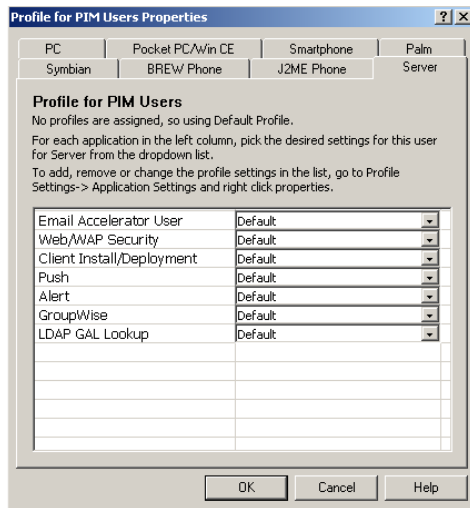 Profile for PIM Users Properties
? ×
PC Pocket PC/Win CE Smartphone Palm
Symbian BREW Phone J2ME Phone Server
Profile for PIM Users
No profiles are assigned, so using Default Profile.
For each application in the left column, pick the desired settings for this user
for Server from the dropdown list.
To add, remove or change the profile settings in the list, go to Profile
Settings-> Application Settings and right click properties.
Email Accelerator User Default
Web/WAP Security Default
Client Install/Deployment Default
Push Default
Alert Default
GroupWise Default
LDAP GAL Lookup Default
OK Cancel Help